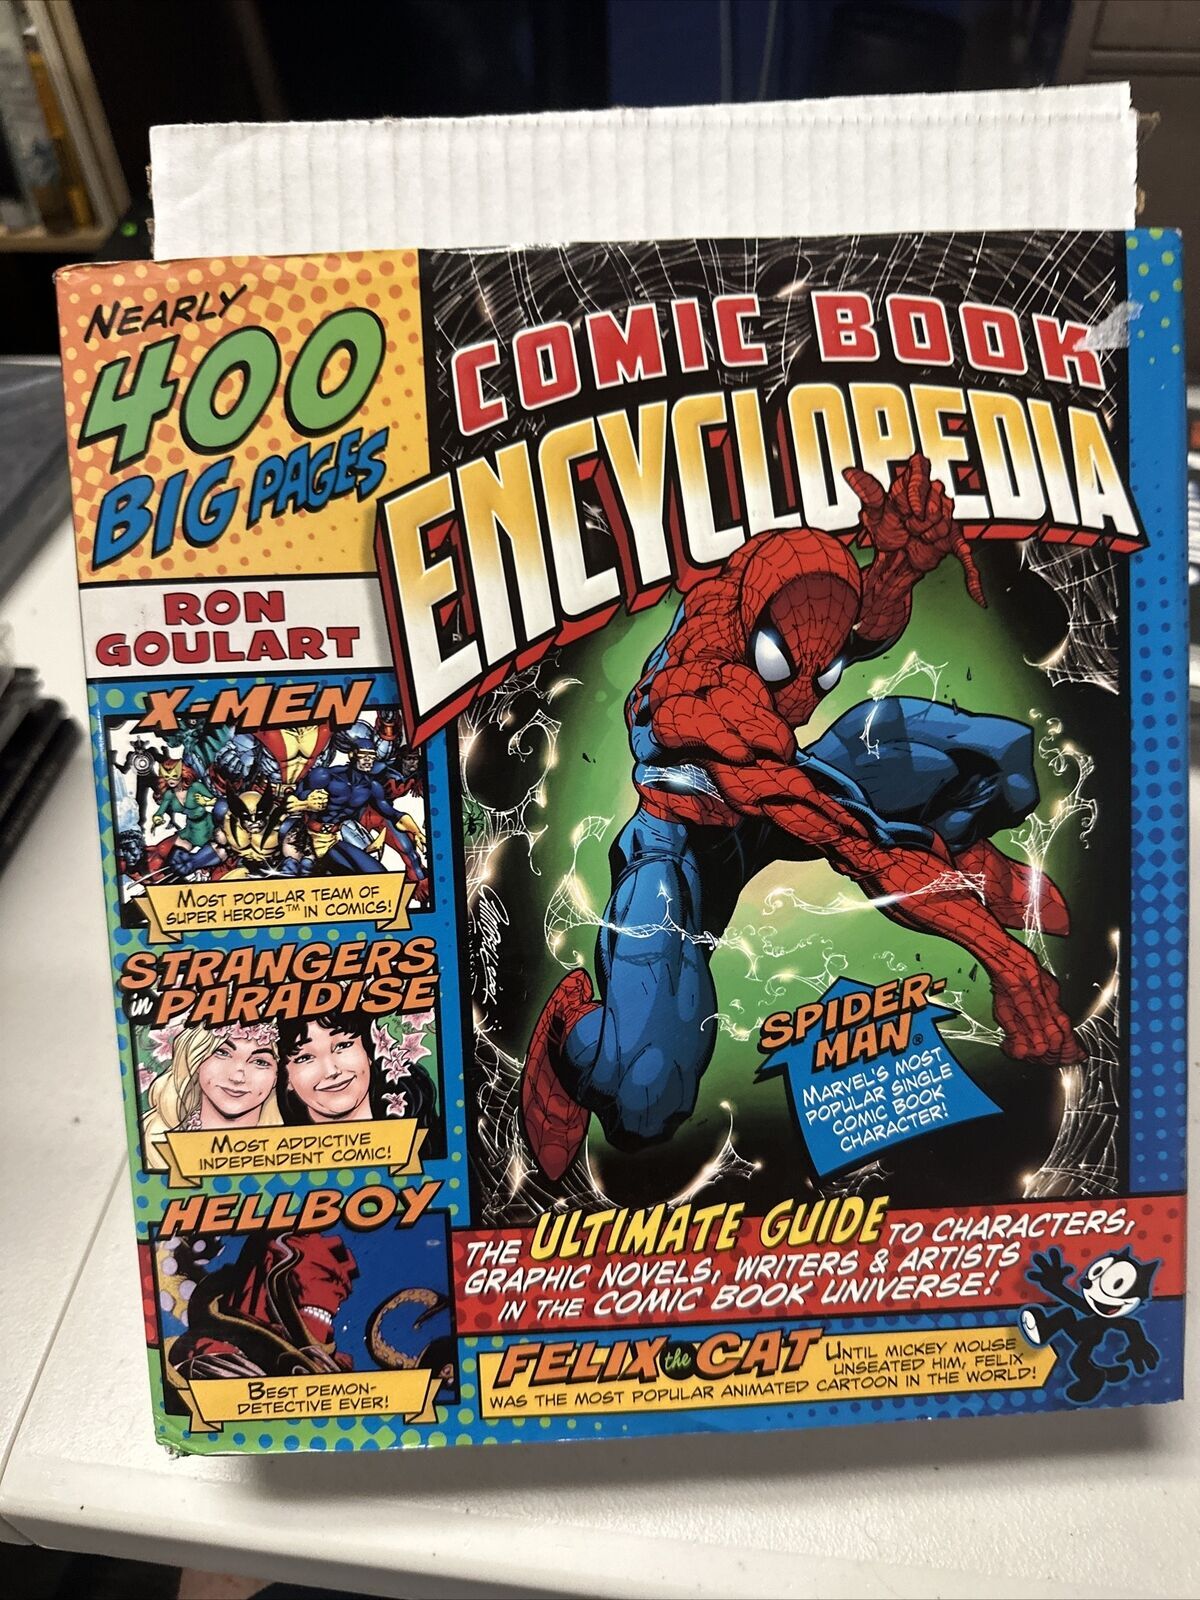 NEARLY
400
BIG PAGES
COMIC BOOK
ENCYCLOPEDIA
RON
GOULART
X-MEN
MOST POPULAR TEAM OF
SUPER HEROES™ IN COMICS!
STRANGERS
in PARADISE
MOST ADDICTIVE
INDEPENDENT COMIC!
HELLBOY
BEST DEMON-
DETECTIVE EVER!
SPIDER-
MAN®
MARVEL'S MOST
POPULAR SINGLE
COMIC BOOK
CHARACTER!
THE ULTIMATE GUIDE TO CHARACTERS,
GRAPHIC NOVELS, WRITERS & ARTISTS
IN THE COMIC BOOK UNIVERSE!
FELIX the CAT UNTIL MICKEY MOUSE
UNSEATED HIM, FELIX
WAS THE MOST POPULAR ANIMATED CARTOON IN THE WORLD!